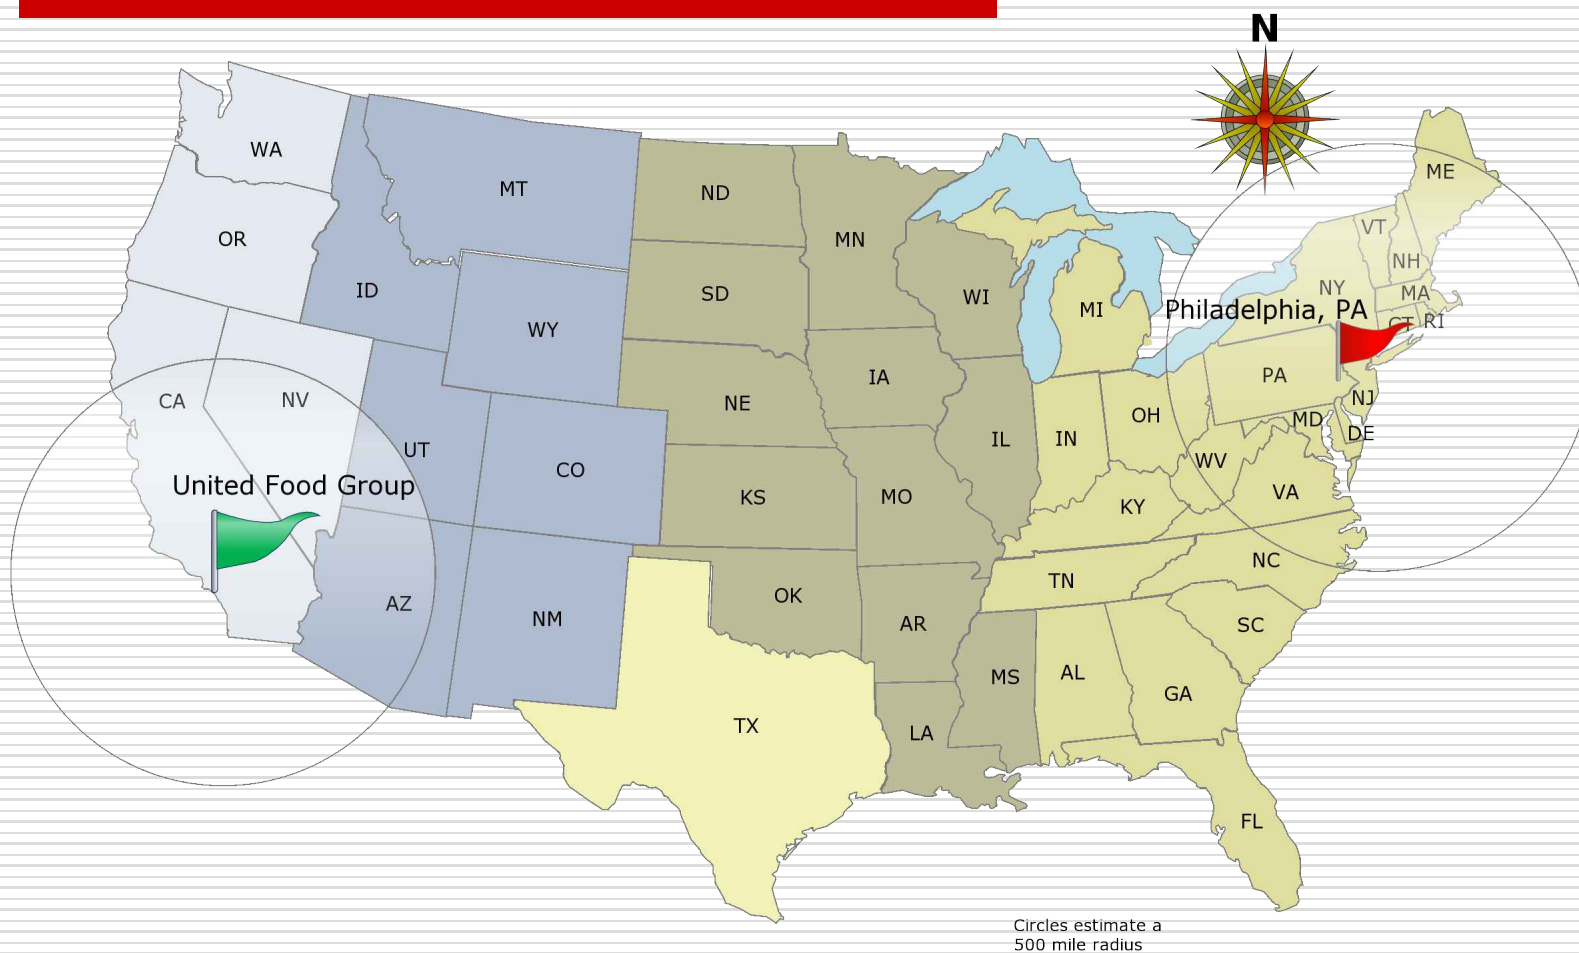 N
WA
MT
ME
ND
OR
MN
VT
NH
ID
SD
WI
NY
MA
MI
Philadelphia, PA
CT
RI
WY
IA
PA
CA
NV
NE
NJ
OH
MD
DE
UT
IL
IN
CO
WV
United Food Group
KS
MO
VA
KY
NC
AZ
OK
TN
NM
AR
SC
MS
AL
GA
TX
LA
FL
Circles estimate a
500 mile radius